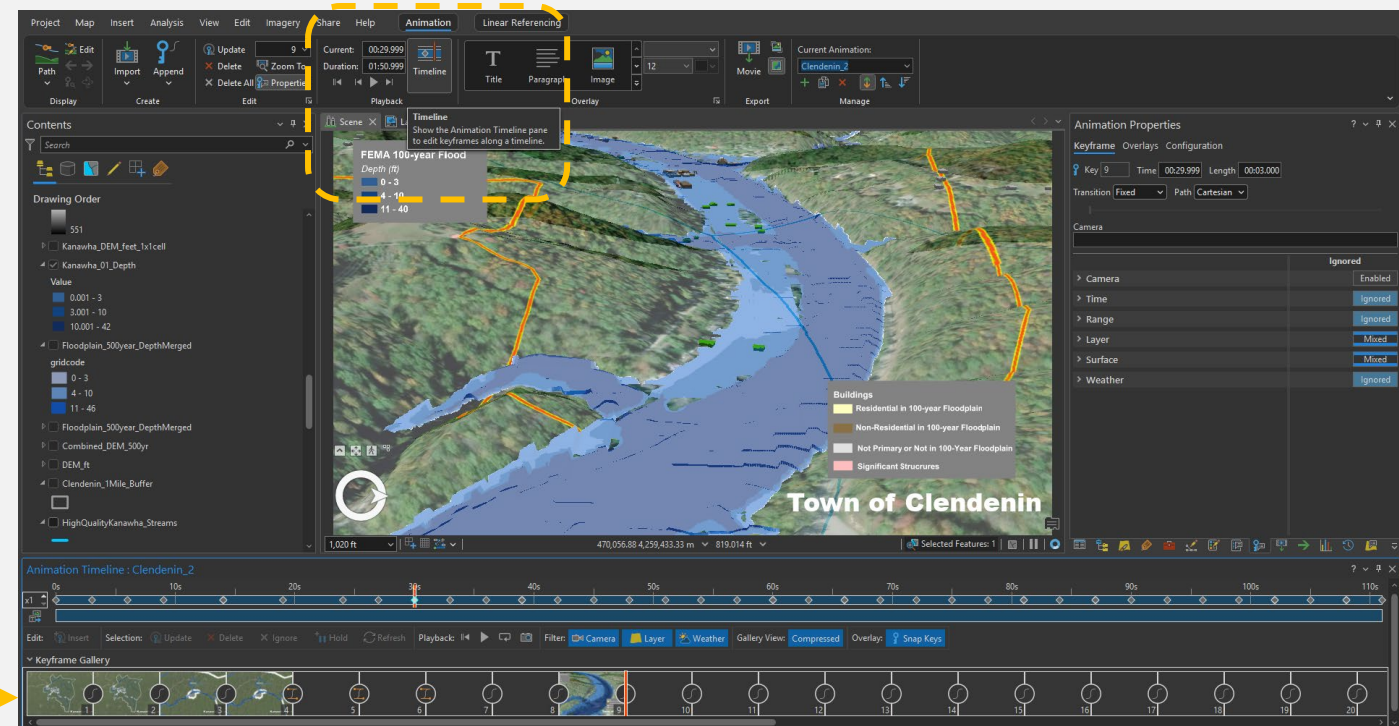 Project Map Insert Analysis View Edit Imagery Share Help Animation Linear Referencing
Path
Edit
Display
Import
Append
Create
Update 9
Delete Zoom To
Delete All Properties
Edit
Current: 00:29.999
Duration: 01:50.999
Playback
Timeline
Title
Paragraph
Image
12
Overlay
Movie
Export
Current Animation:
Clendenin_2
Manage
Contents
Search
Drawing Order
551
Kanawha_DEM_feet_1x1cell
Kanawha_01_Depth
Value
0.001 - 3
3.001 - 10
10.001 - 42
Floodplain_500year_DepthMerged
gridcode
0 - 3
4 - 10
11 - 46
Floodplain_500year_DepthMerged
Combined_DEM_500yr
DEM_ft
Clendenin_1Mile_Buffer
HighQualityKanawha_Streams
Scene
Timeline
Show the Animation Timeline pane
to edit keyframes along a timeline.
FEMA 100-year Flood
Depth (ft)
0 - 3
4 - 10
11 - 40
Buildings
Residential in 100-year Floodplain
Non-Residential in 100-year Floodplain
Not Primary or Not in 100-Year Floodplain
Significant Strucrures
Town of Clendenin
1,020 ft 470,056.88 4,259,433.33 m 819.014 ft Selected Features: 1
Animation Properties
Keyframe Overlays Configuration
Key 9 Time 00:29.999 Length 00:03.000
Transition Fixed Path Cartesian
Camera
Ignored
Camera Enabled
Time Ignored
Range Ignored
Layer Mixed
Surface Mixed
Weather Ignored
Animation Timeline : Clendenin_2
0s 10s 20s 30s 40s 50s 60s 70s 80s 90s 100s 110s
x1
Edit: Insert Selection: Update Delete Ignore Hold Refresh Playback: Filter: Camera Layer Weather Gallery View: Compressed Overlay: Snap Keys
Keyframe Gallery
1 2 3 4 5 6 7 8 9 10 11 12 13 14 15 16 17 18 19 20